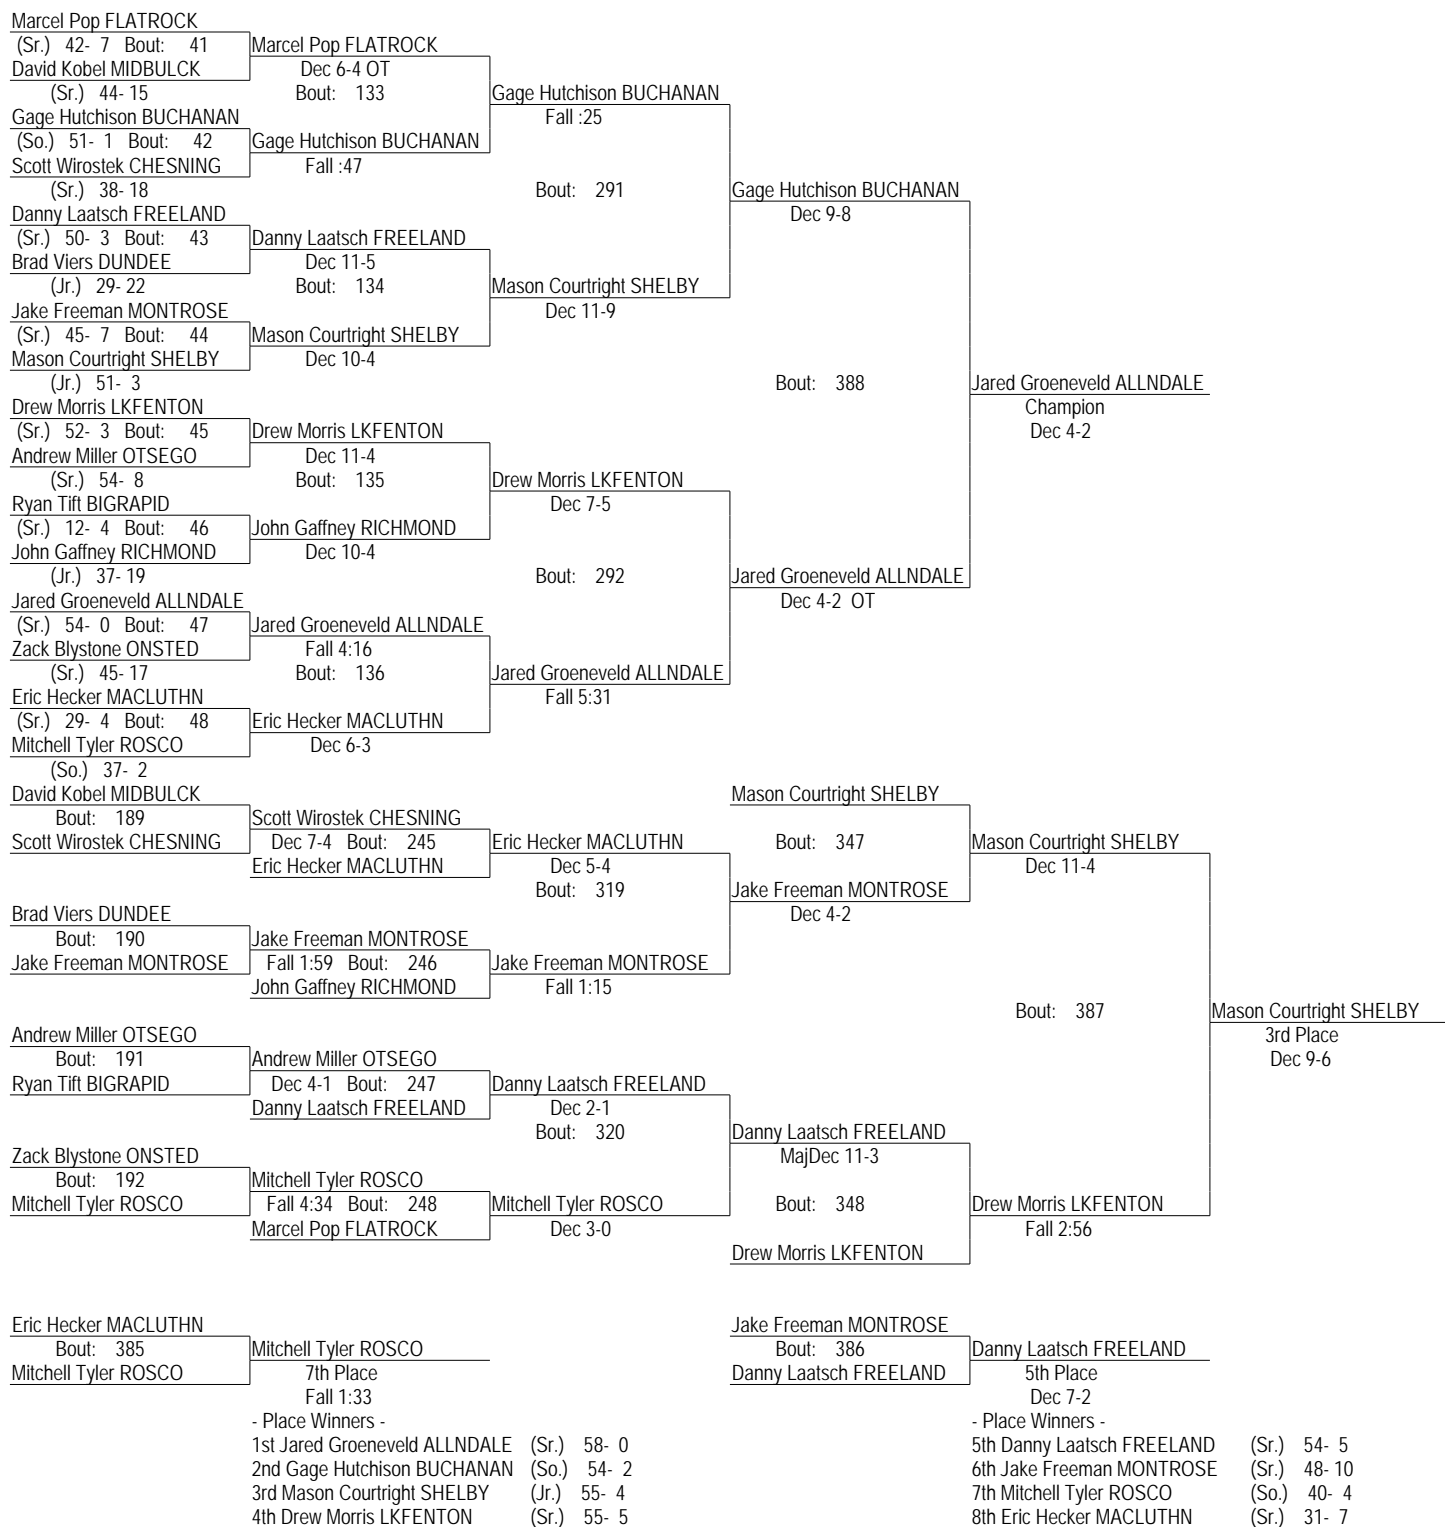 Marcel Pop FLATROCK
(Sr.) 42- 7 Bout: 41 Marcel Pop FLATROCK
David Kobel MIDBULCK Dec 6-4 OT
(Sr.) 44- 15 Bout: 133 Gage Hutchison BUCHANAN
Gage Hutchison BUCHANAN Fall :25
(So.) 51- 1 Bout: 42 Gage Hutchison BUCHANAN
Scott Wirostek CHESNING Fall :47
(Sr.) 38- 18 Bout: 291 Gage Hutchison BUCHANAN
Danny Laatsch FREELAND Dec 9-8
(Sr.) 50- 3 Bout: 43 Danny Laatsch FREELAND
Brad Viers DUNDEE Dec 11-5
(Jr.) 29- 22 Bout: 134 Mason Courtright SHELBY
Jake Freeman MONTROSE Dec 11-9
(Sr.) 45- 7 Bout: 44 Mason Courtright SHELBY
Mason Courtright SHELBY Dec 10-4
(Jr.) 51- 3 Bout: 388 Jared Groeneveld ALLNDALE
Drew Morris LKFENTON Champion
(Sr.) 52- 3 Bout: 45 Drew Morris LKFENTON Dec 4-2
Andrew Miller OTSEGO Dec 11-4
(Sr.) 54- 8 Bout: 135 Drew Morris LKFENTON
Ryan Tift BIGRAPID Dec 7-5
(Sr.) 12- 4 Bout: 46 John Gaffney RICHMOND
John Gaffney RICHMOND Dec 10-4
(Jr.) 37- 19 Bout: 292 Jared Groeneveld ALLNDALE
Jared Groeneveld ALLNDALE Dec 4-2 OT
(Sr.) 54- 0 Bout: 47 Jared Groeneveld ALLNDALE
Zack Blystone ONSTED Fall 4:16
(Sr.) 45- 17 Bout: 136 Jared Groeneveld ALLNDALE
Eric Hecker MACLUTHN Fall 5:31
(Sr.) 29- 4 Bout: 48 Eric Hecker MACLUTHN
Mitchell Tyler ROSCO Dec 6-3
(So.) 37- 2
David Kobel MIDBULCK Mason Courtright SHELBY
Bout: 189 Scott Wirostek CHESNING
Scott Wirostek CHESNING Dec 7-4 Bout: 245 Eric Hecker MACLUTHN Bout: 347 Mason Courtright SHELBY
Eric Hecker MACLUTHN Dec 5-4 Dec 11-4
Bout: 319 Jake Freeman MONTROSE
Brad Viers DUNDEE Dec 4-2
Bout: 190 Jake Freeman MONTROSE
Jake Freeman MONTROSE Fall 1:59 Bout: 246 Jake Freeman MONTROSE
John Gaffney RICHMOND Fall 1:15
Bout: 387 Mason Courtright SHELBY
Andrew Miller OTSEGO 3rd Place
Bout: 191 Andrew Miller OTSEGO Dec 9-6
Ryan Tift BIGRAPID Dec 4-1 Bout: 247 Danny Laatsch FREELAND
Danny Laatsch FREELAND Dec 2-1
Bout: 320 Danny Laatsch FREELAND
Zack Blystone ONSTED MajDec 11-3
Bout: 192 Mitchell Tyler ROSCO
Mitchell Tyler ROSCO Fall 4:34 Bout: 248 Mitchell Tyler ROSCO Bout: 348 Drew Morris LKFENTON
Marcel Pop FLATROCK Dec 3-0 Fall 2:56
Drew Morris LKFENTON
Eric Hecker MACLUTHN Jake Freeman MONTROSE
Bout: 385 Mitchell Tyler ROSCO Bout: 386 Danny Laatsch FREELAND
Mitchell Tyler ROSCO 7th Place Danny Laatsch FREELAND 5th Place
Fall 1:33 Dec 7-2
- Place Winners - - Place Winners -
1st Jared Groeneveld ALLNDALE (Sr.) 58- 0 5th Danny Laatsch FREELAND (Sr.) 54- 5
2nd Gage Hutchison BUCHANAN (So.) 54- 2 6th Jake Freeman MONTROSE (Sr.) 48- 10
3rd Mason Courtright SHELBY (Jr.) 55- 4 7th Mitchell Tyler ROSCO (So.) 40- 4
4th Drew Morris LKFENTON (Sr.) 55- 5 8th Eric Hecker MACLUTHN (Sr.) 31- 7